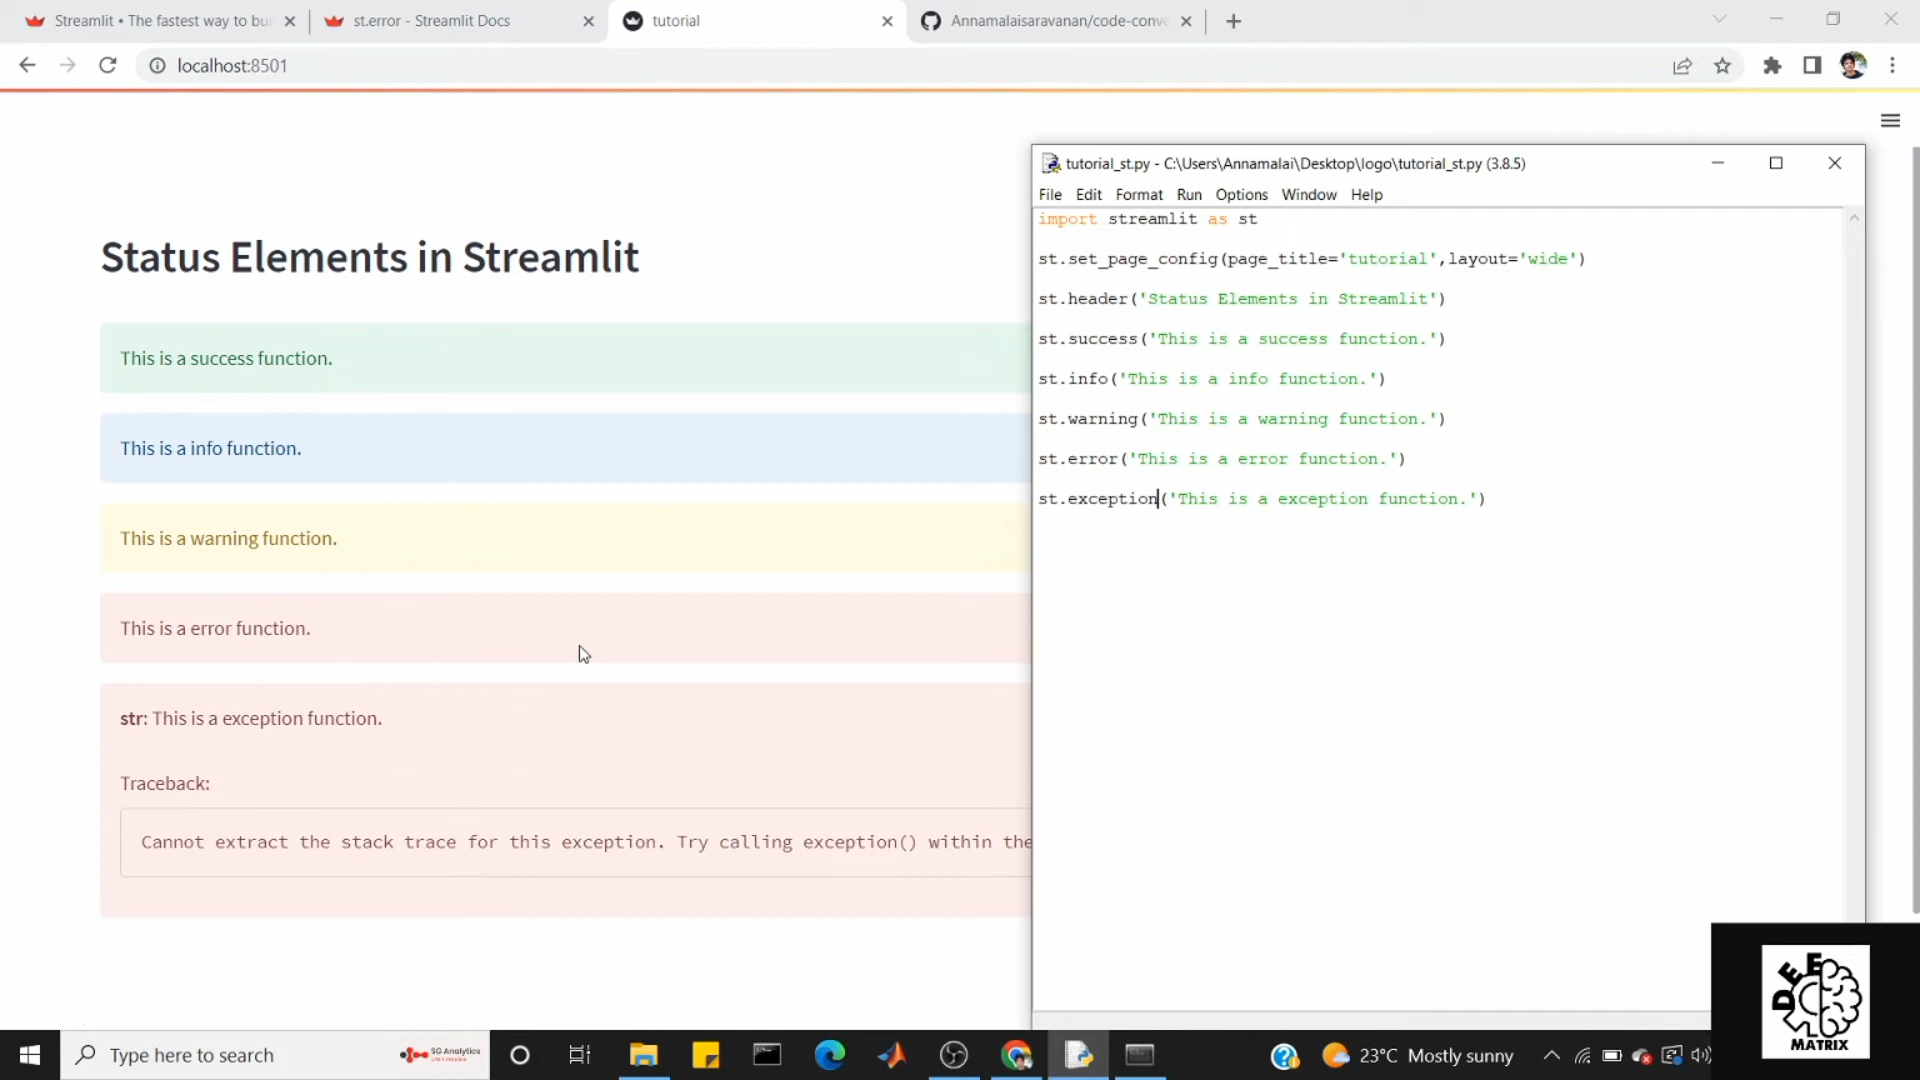 Streamlit • The fastest way to bui
st.error - Streamlit Docs
tutorial
Annamalaisaravanan/code-conve
localhost:8501
Status Elements in Streamlit
This is a success function.
This is a info function.
This is a warning function.
This is a error function.
str: This is a exception function.
Traceback:
Cannot extract the stack trace for this exception. Try calling exception() within the
tutorial_st.py - C:\Users\Annamalai\Desktop\logo\tutorial_st.py (3.8.5)
File Edit Format Run Options Window Help
import streamlit as st
st.set_page_config(page_title='tutorial',layout='wide')
st.header('Status Elements in Streamlit')
st.success('This is a success function.')
st.info('This is a info function.')
st.warning('This is a warning function.')
st.error('This is a error function.')
st.exception('This is a exception function.')
DEE
MATRIX
Type here to search
SG Analytics
23°C Mostly sunny